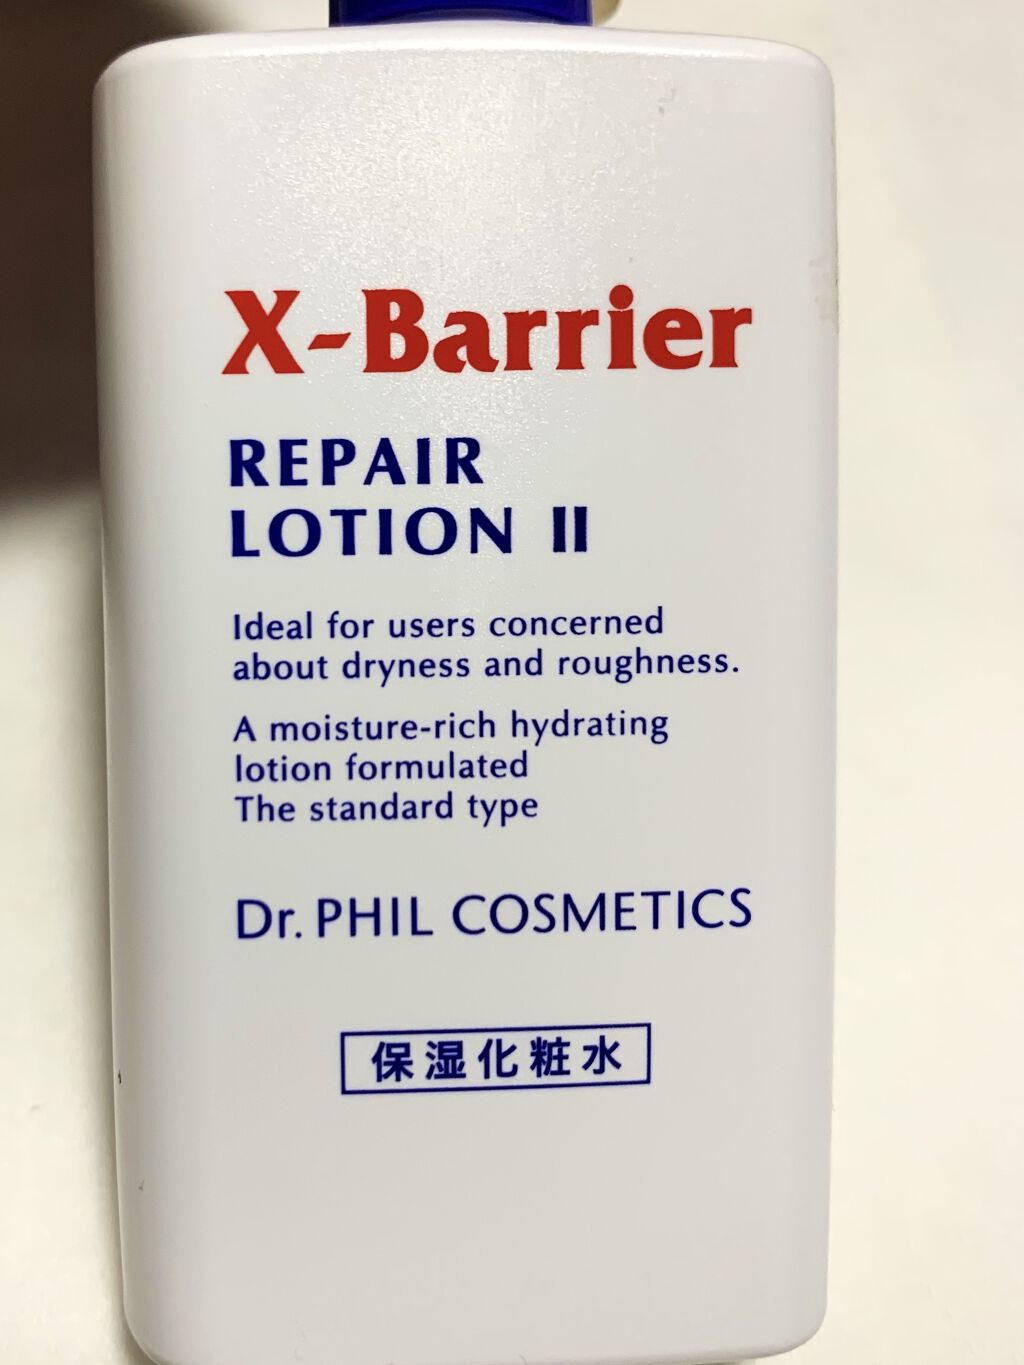 X-Barrier
REPAIR
LOTION II
Ideal for users concerned
about dryness and roughness.
A moisture-rich hydrating
lotion formulated
The standard type
Dr. PHIL COSMETICS
保湿化粧水